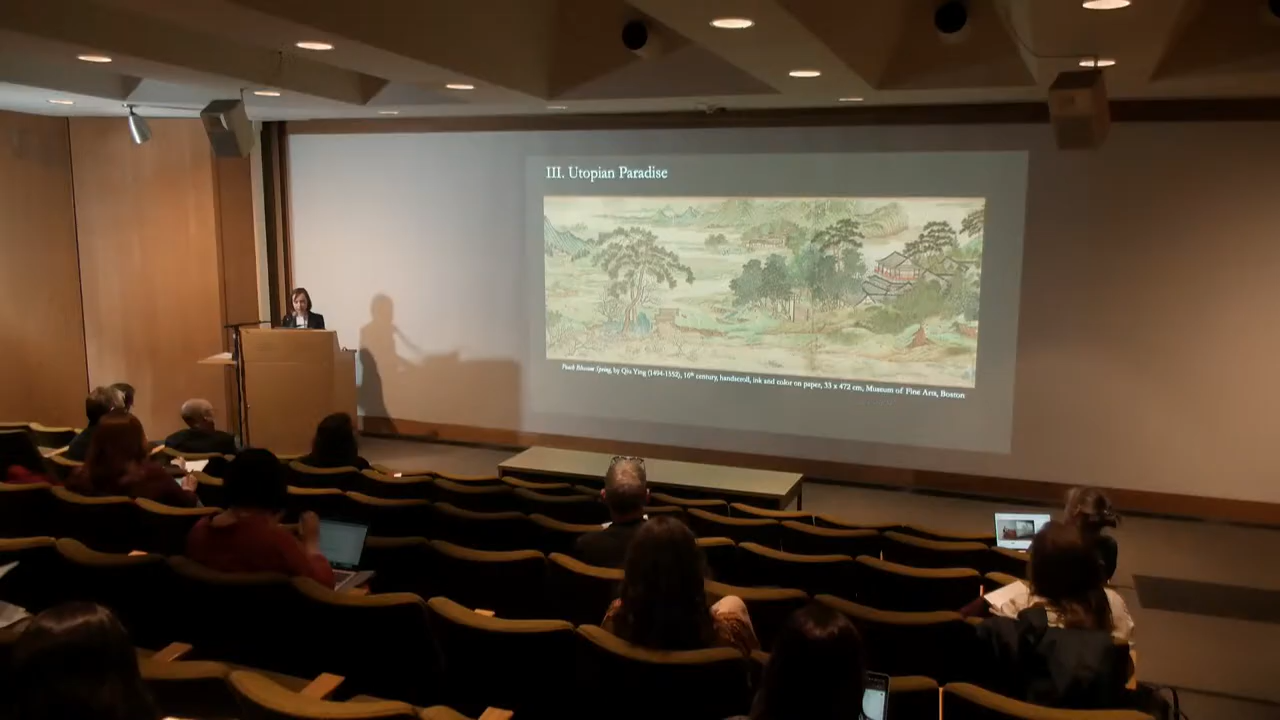 III. Utopian Paradise
Peach Blossom Spring, by Qiu Ying (1494-1552), 16th century, handscroll, ink and color on paper, 33 x 472 cm, Museum of Fine Arts, Boston